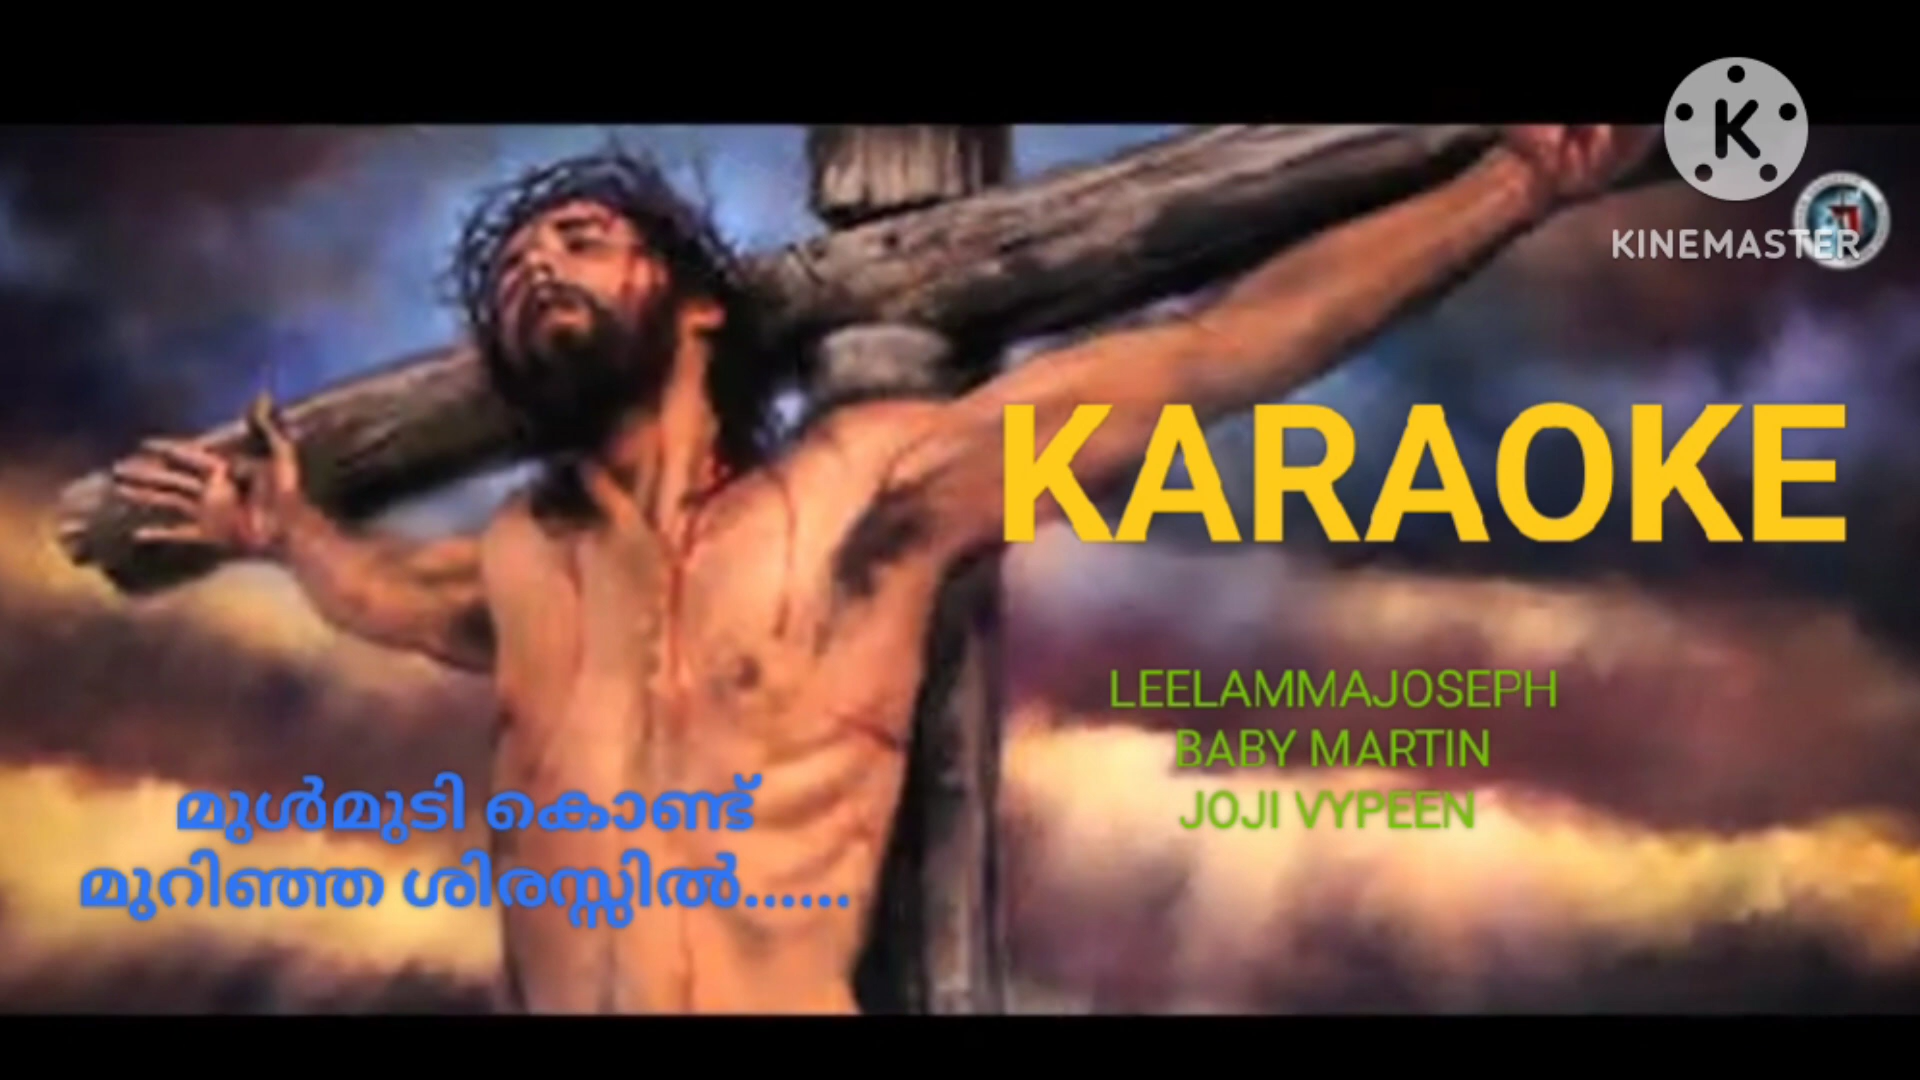 KINEMASTER
KARAOKE
LEELAMMAJOSEPH
BABY MARTIN
JOJI VYPEEN
മുൾമുടി കൊണ്ട്
മുറിഞ്ഞ ശിരസ്സിൽ......